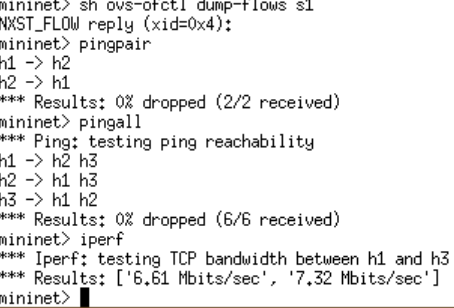 mininet> sh ovs-ofctl dump-flows s1
NXST_FLOW reply (xid=0x4):
mininet> pingpair
h1 -> h2
h2 -> h1
*** Results: 0% dropped (2/2 received)
mininet> pingall
*** Ping: testing ping reachability
h1 -> h2 h3
h2 -> h1 h3
h3 -> h1 h2
*** Results: 0% dropped (6/6 received)
mininet> iperf
*** Iperf: testing TCP bandwidth between h1 and h3
*** Results: ['6.61 Mbits/sec', '7.32 Mbits/sec']
mininet>